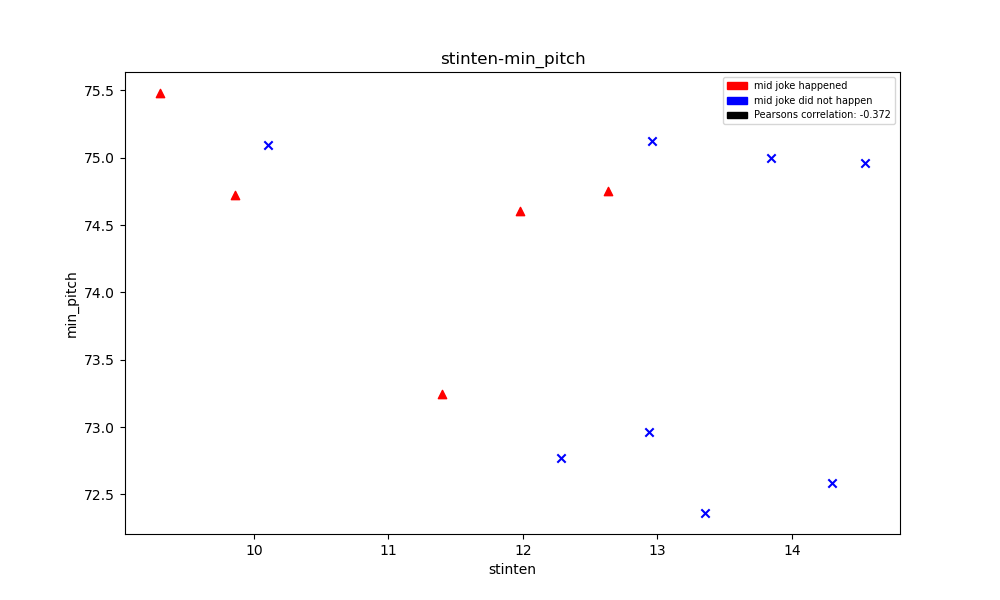 stinten-min_pitch
mid joke happened
mid joke did not happen
Pearsons correlation: -0.372
75.5
75.0
74.5
74.0
73.5
73.0
72.5
min_pitch
10
11
12
13
14
stinten